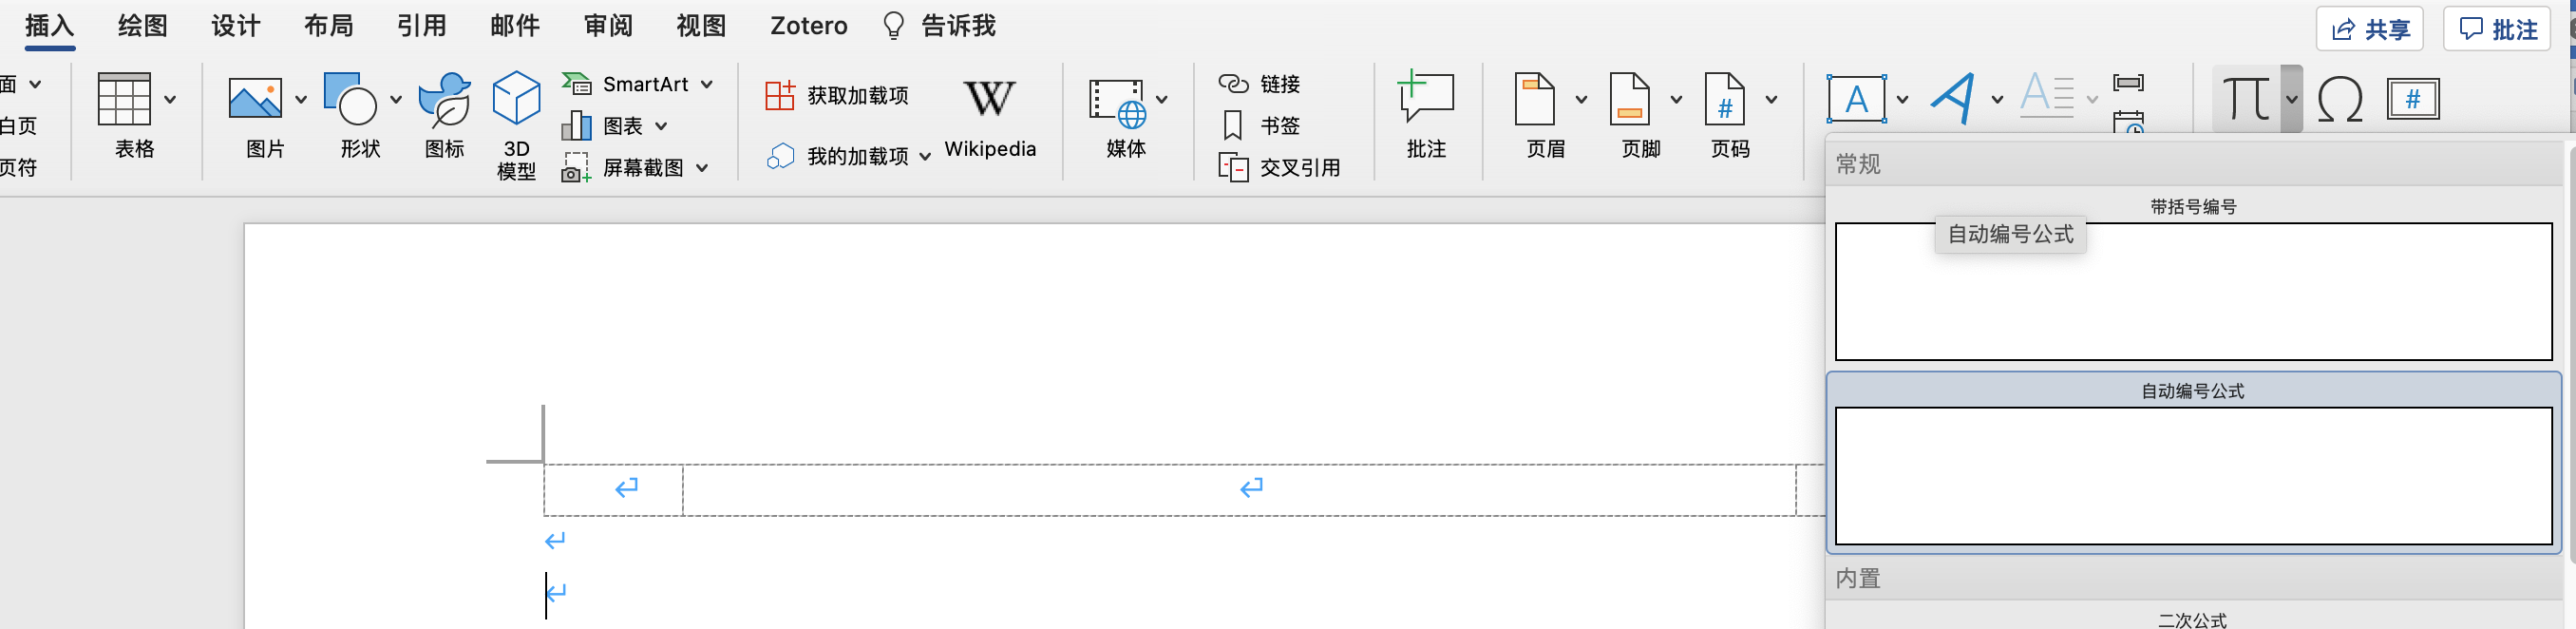 插入 绘图 设计 布局 引用 邮件 审阅 视图 Zotero 告诉我 共享 批注
面 SmartArt 链接
获取加载项
白页 图表 书签
表格 图片 形状 图标 3D 模型 Wikipedia 媒体 批注 页眉 页脚 页码
我的加载项
页符 屏幕截图 交叉引用
A A A # #
常规
带括号编号
自动编号公式
自动编号公式
内置
二次公式